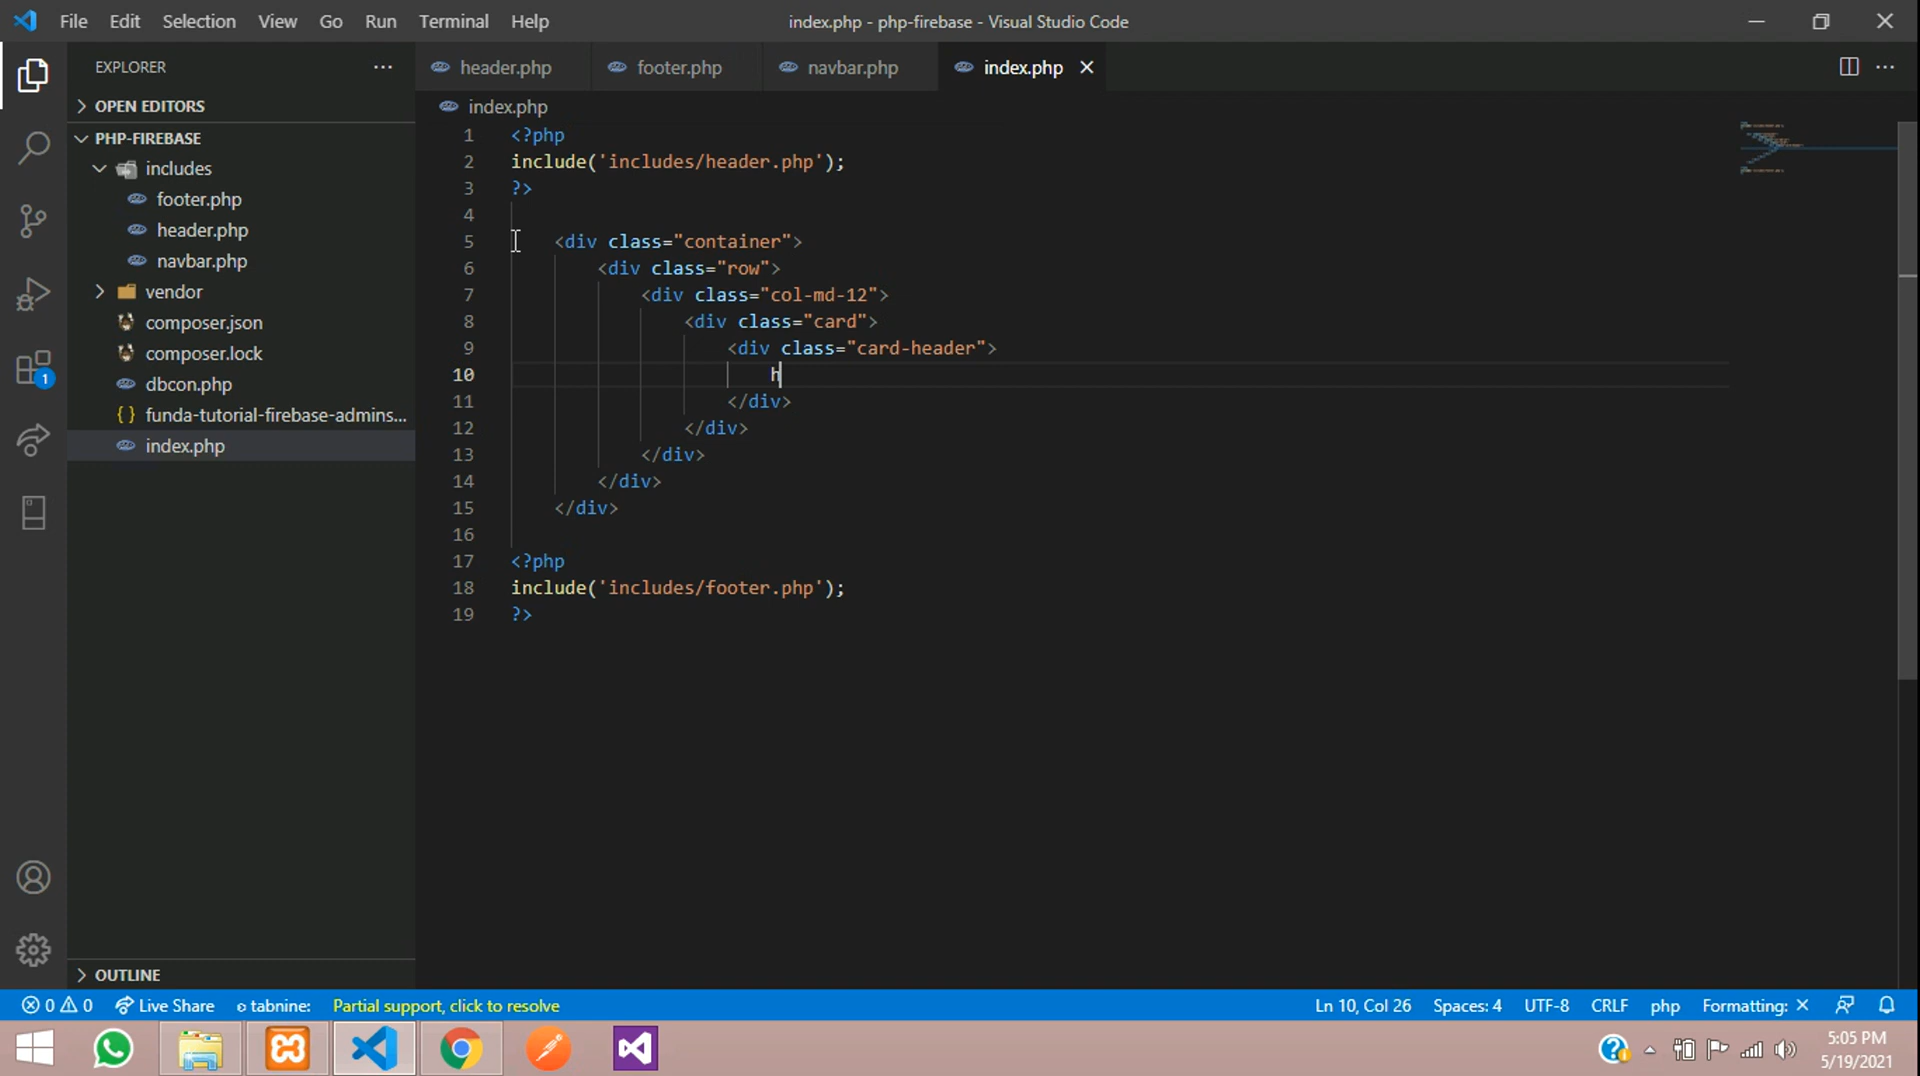 File Edit Selection View Go Run Terminal Help
index.php - php-firebase - Visual Studio Code
EXPLORER
header.php footer.php navbar.php index.php
OPEN EDITORS
index.php
PHP-FIREBASE
includes
footer.php
header.php
navbar.php
vendor
composer.json
composer.lock
dbcon.php
{} funda-tutorial-firebase-admins...
index.php
1 <?php
2 include('includes/header.php');
3 ?>
4
5 <div class="container">
6 <div class="row">
7 <div class="col-md-12">
8 <div class="card">
9 <div class="card-header">
10 h
11 </div>
12 </div>
13 </div>
14 </div>
15 </div>
16
17 <?php
18 include('includes/footer.php');
19 ?>
1
OUTLINE
0 0 Live Share tabnine: Partial support, click to resolve
Ln 10, Col 26 Spaces: 4 UTF-8 CRLF php Formatting: ×
5:05 PM
5/19/2021